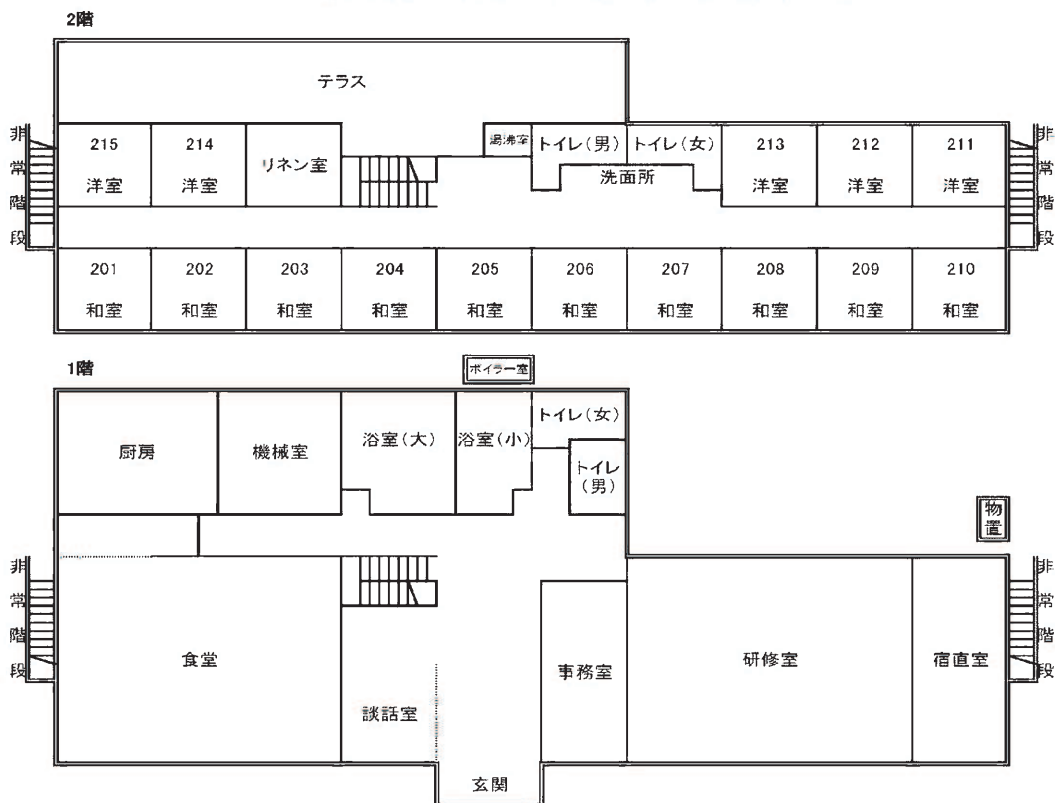 2階
テラス
非常階段
215
洋室
214
洋室
リネン室
湯沸室
トイレ(男)
トイレ(女)
洗面所
213
洋室
212
洋室
211
洋室
非常階段
201
和室
202
和室
203
和室
204
和室
205
和室
206
和室
207
和室
208
和室
209
和室
210
和室
1階
ボイラー室
厨房
機械室
浴室(大)
浴室(小)
トイレ(女)
トイレ
(男)
物置
非常階段
食堂
談話室
事務室
研修室
宿直室
非常階段
玄関